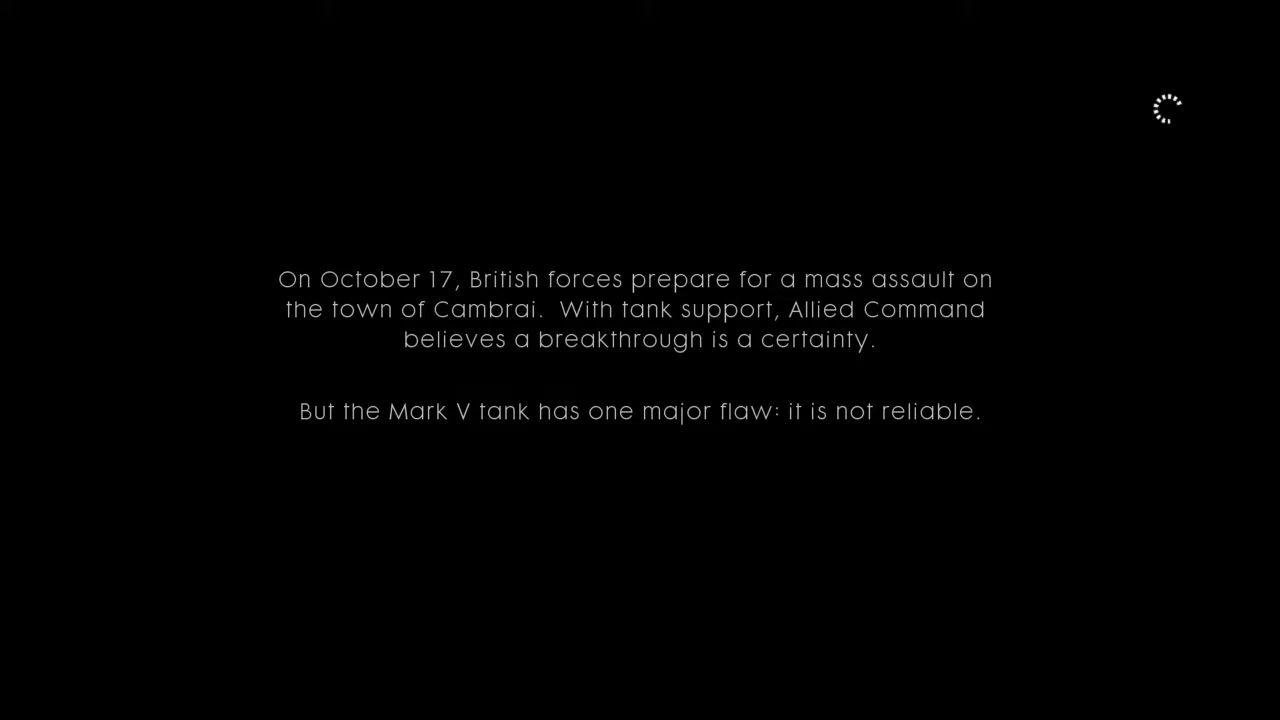 On October 17, British forces prepare for a mass assault on
the town of Cambrai.  With tank support, Allied Command
believes a breakthrough is a certainty.
But the Mark V tank has one major flaw: it is not reliable.